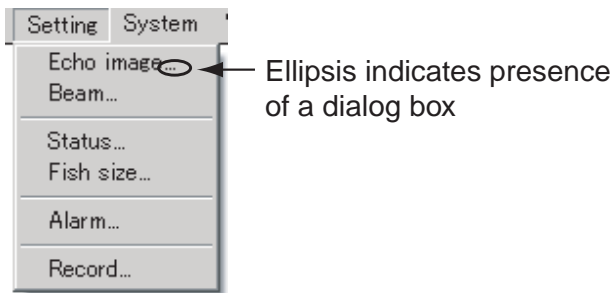 Setting System
Echo image...
Beam...
Status...
Fish size...
Alarm...
Record...
Ellipsis indicates presence
of a dialog box